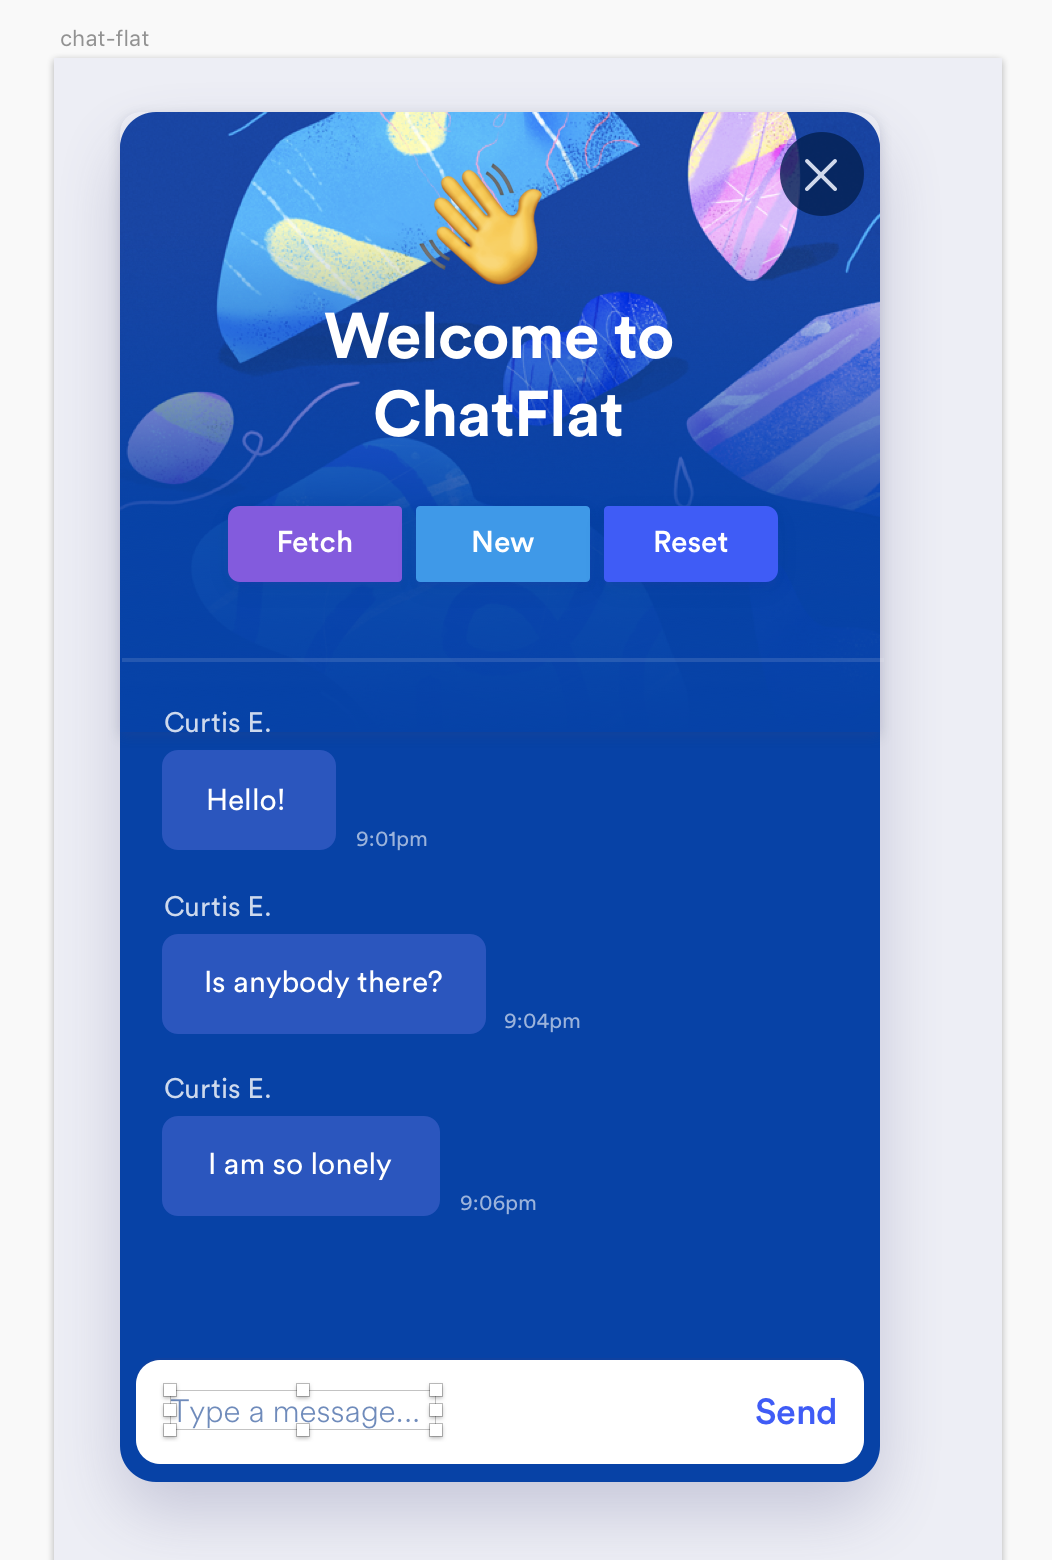 chat-flat
Welcome to
ChatFlat
Fetch New Reset
Curtis E.
Hello!
9:01pm
Curtis E.
Is anybody there?
9:04pm
Curtis E.
I am so lonely
9:06pm
Type a message... Send